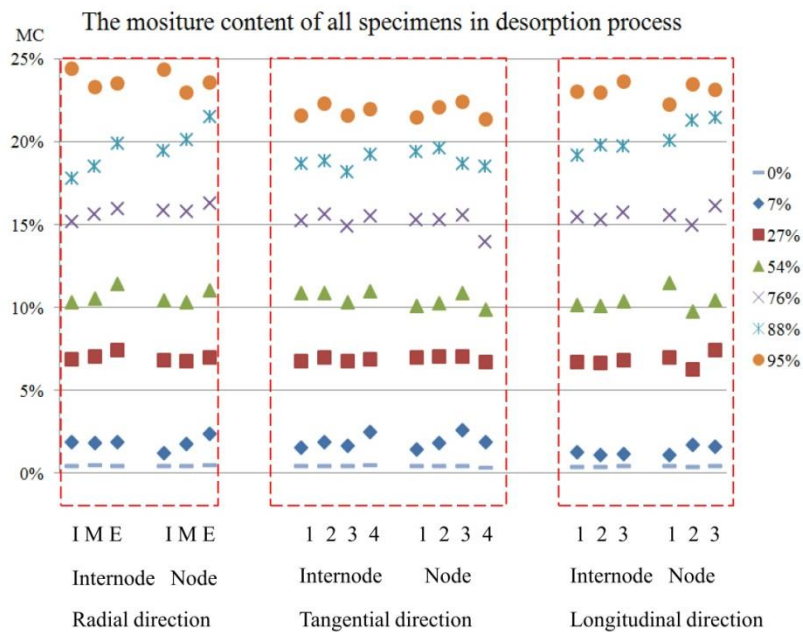 The mositure content of all specimens in desorption process
MC
25%
20%
15%
10%
5%
0%
0%
7%
27%
54%
76%
88%
95%
I M E I M E 1 2 3 4 1 2 3 4 1 2 3 1 2 3
Internode Node Internode Node Internode Node
Radial direction Tangential direction Longitudinal direction